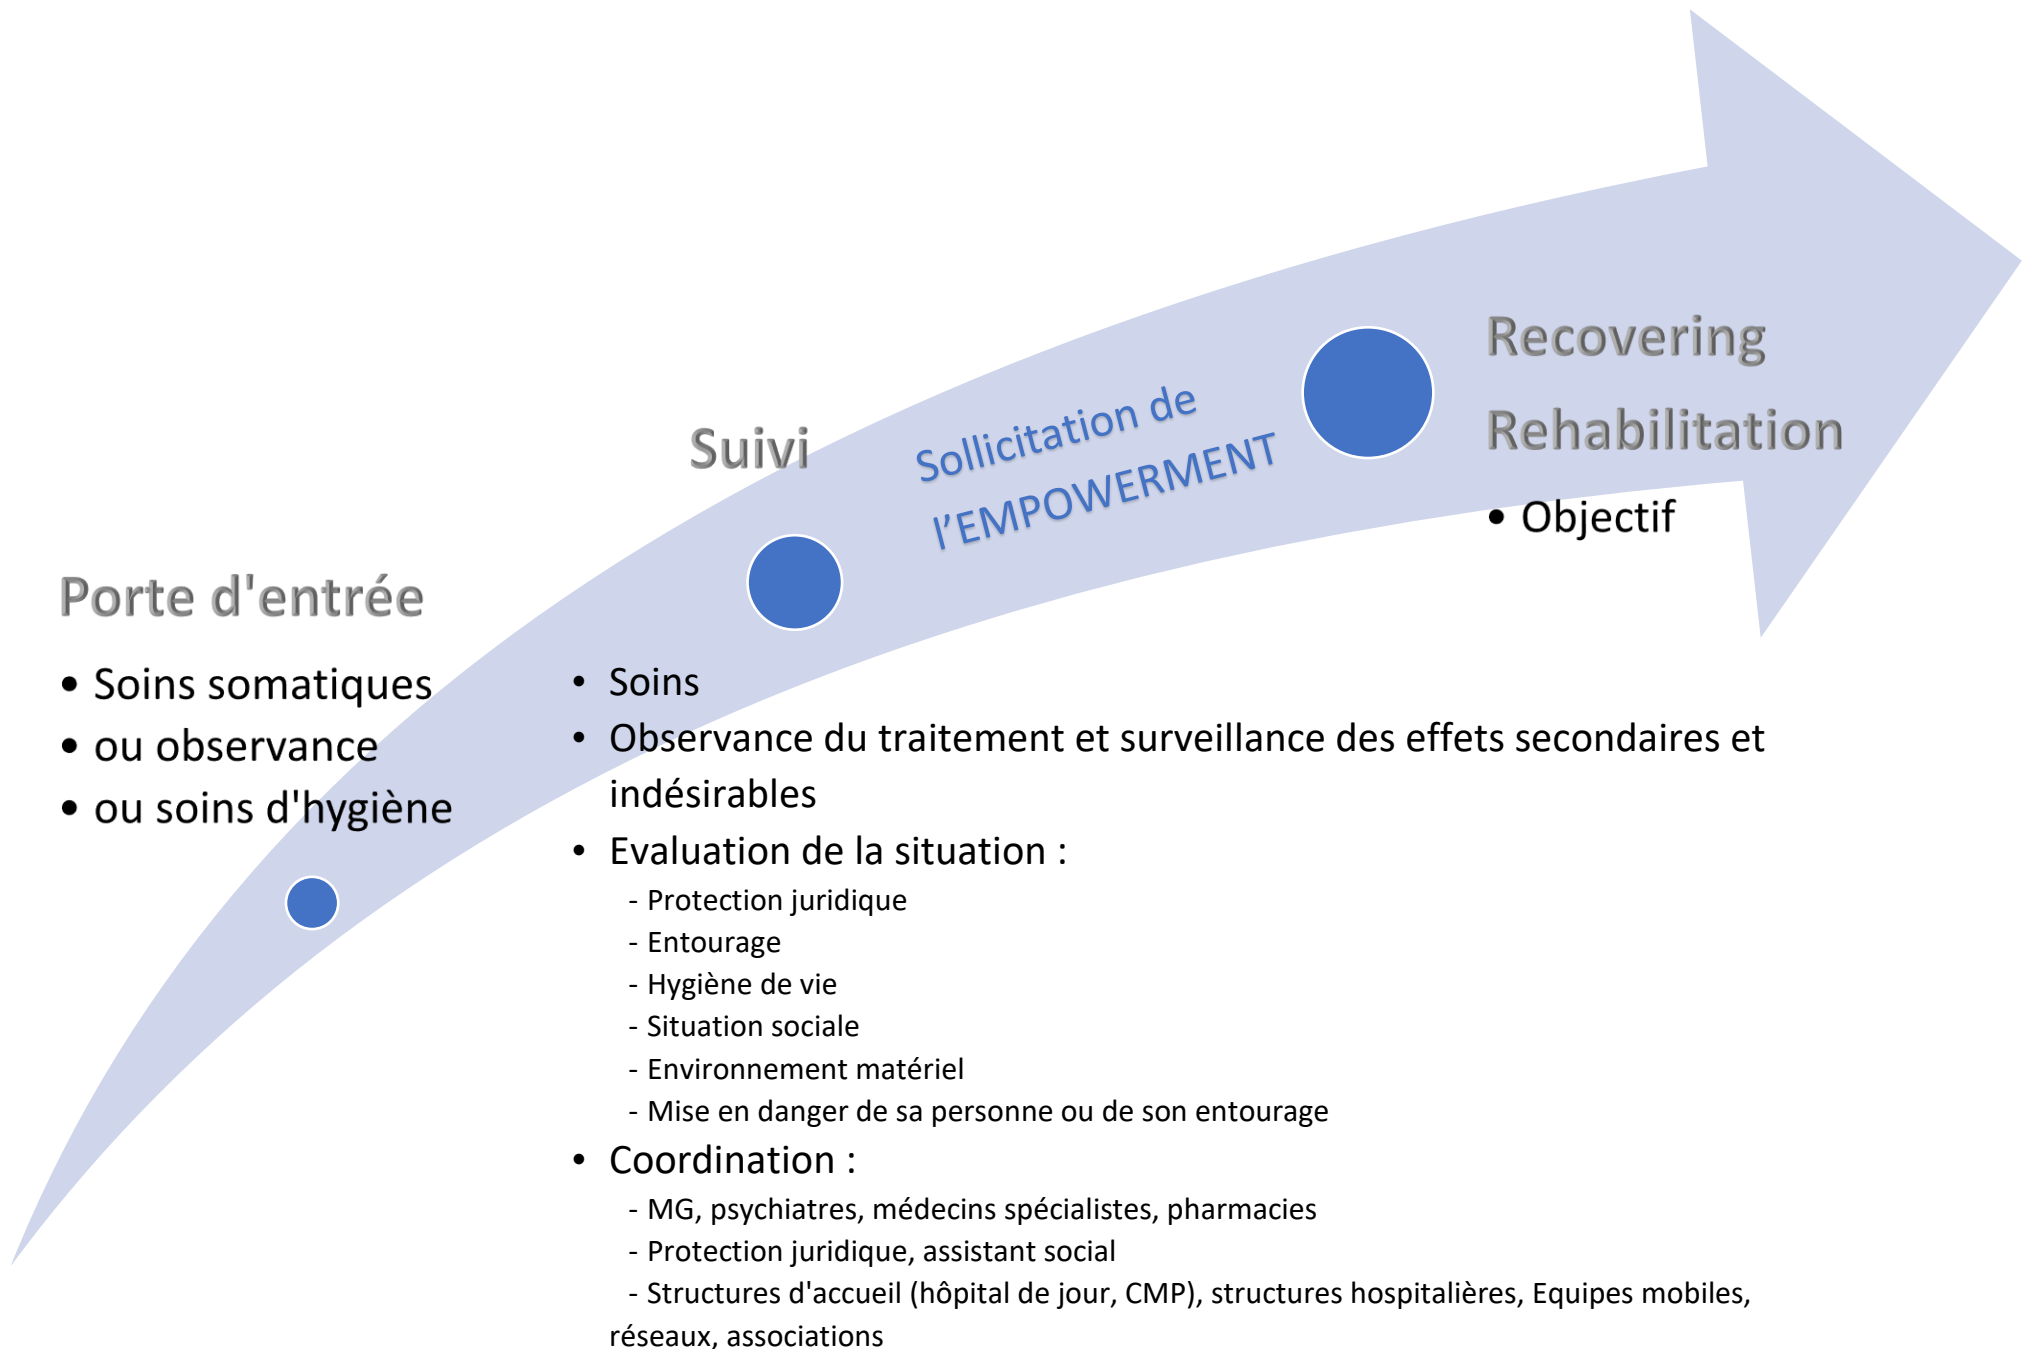 Porte d'entrée
• Soins somatiques
• ou observance
• ou soins d'hygiène
Suivi
• Soins
• Observance du traitement et surveillance des effets secondaires et
indésirables
• Evaluation de la situation :
- Protection juridique
- Entourage
- Hygiène de vie
- Situation sociale
- Environnement matériel
- Mise en danger de sa personne ou de son entourage
• Coordination :
- MG, psychiatres, médecins spécialistes, pharmacies
- Protection juridique, assistant social
- Structures d'accueil (hôpital de jour, CMP), structures hospitalières, Equipes mobiles,
réseaux, associations
Sollicitation de
l’EMPOWERMENT
Recovering
Rehabilitation
• Objectif